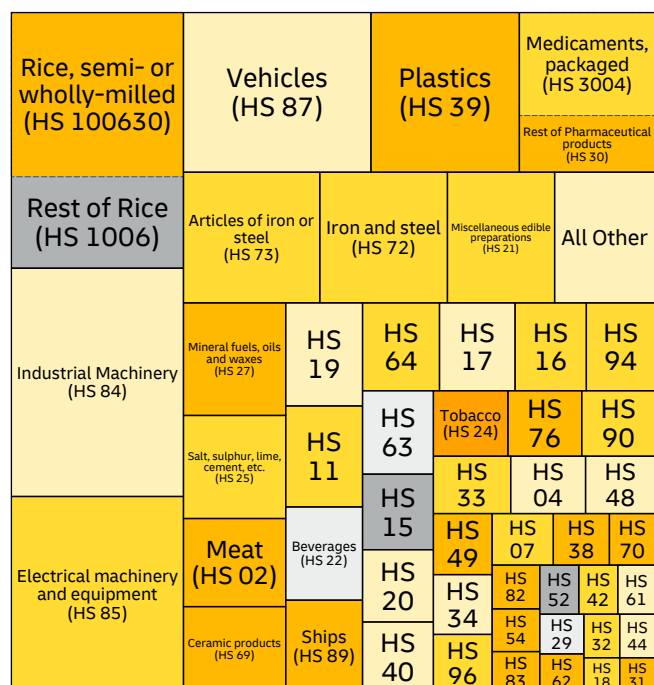 Rice, semi- or
wholly-milled
(HS 100630)
Rest of Rice
(HS 1006)
Industrial Machinery
(HS 84)
Electrical machinery
and equipment
(HS 85)
Vehicles
(HS 87)
Plastics
(HS 39)
Medicaments,
packaged
(HS 3004)
Rest of Pharmaceutical
products
(HS 30)
Articles of iron or
steel
(HS 73)
Iron and steel
(HS 72)
Miscellaneous edible
preparations
(HS 21)
All Other
Mineral fuels, oils
and waxes
(HS 27)
Salt, sulphur, lime,
cement, etc.
(HS 25)
Meat
(HS 02)
Ceramic products
(HS 69)
HS
19
HS
11
Beverages
(HS 22)
Ships
(HS 89)
HS
64
HS
17
HS
16
HS
94
HS
63
HS
15
HS
20
HS
40
Tobacco
(HS 24)
HS
76
HS
90
HS
33
HS
04
HS
48
HS
49
HS
34
HS
96
HS
07
HS
38
HS
70
HS
82
HS
52
HS
42
HS
61
HS
54
HS
29
HS
32
HS
44
HS
83
HS
62
HS
18
HS
31